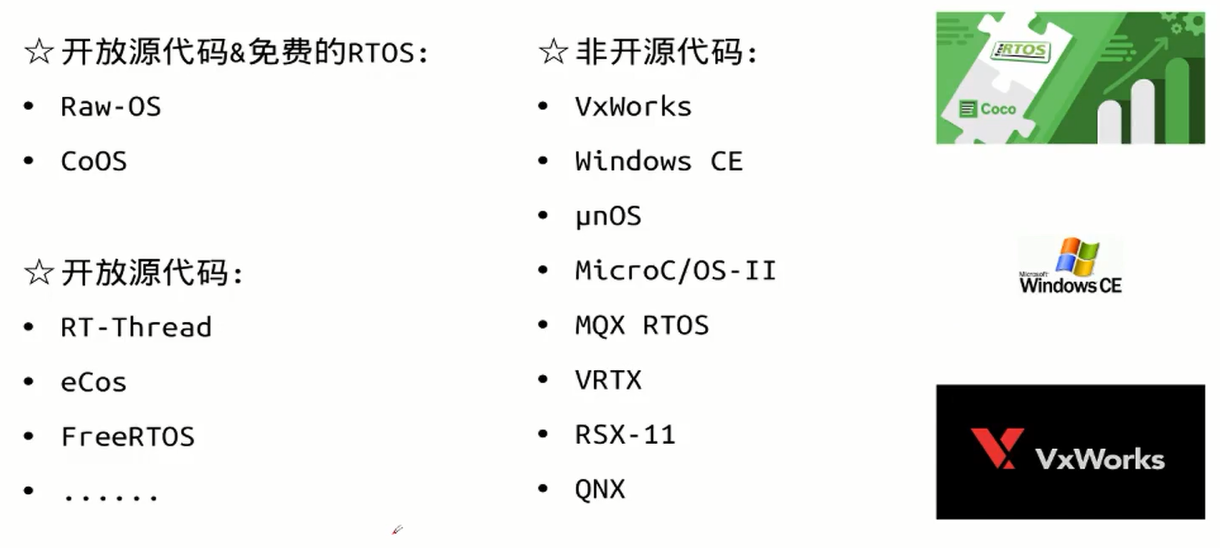 ☆开放源代码&免费的RTOS:
• Raw-OS
• CoOS
☆开放源代码:
• RT-Thread
• eCos
• FreeRTOS
• ......
☆非开源代码:
• VxWorks
• Windows CE
• μnOS
• MicroC/OS-II
• MQX RTOS
• VRTX
• RSX-11
• QNX
RTOS
Coco
Microsoft
Windows CE
VxWorks